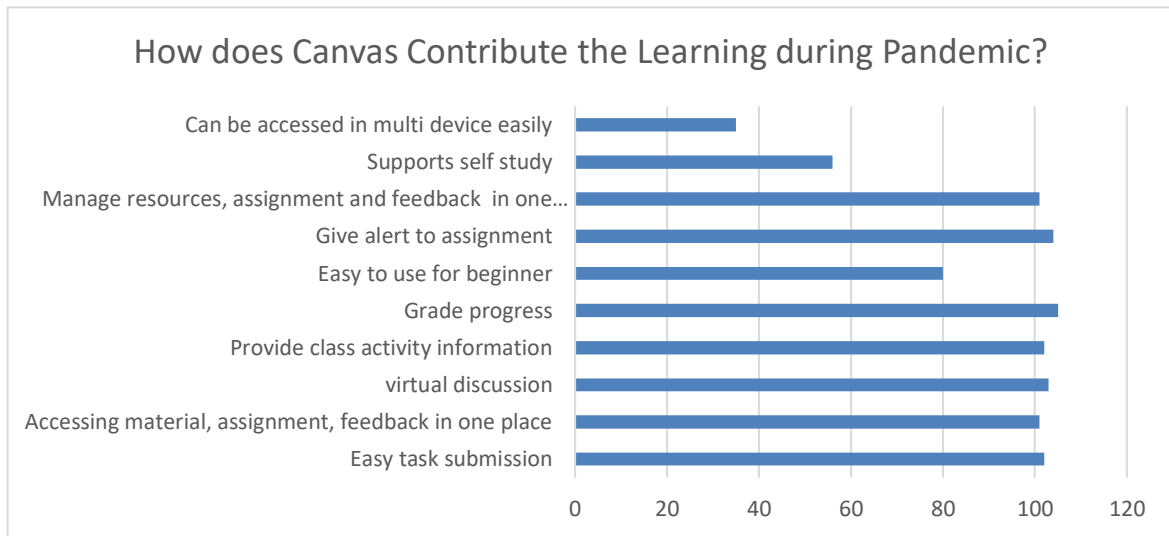 How does Canvas Contribute the Learning during Pandemic?
Can be accessed in multi device easily
Supports self study
Manage resources, assignment and feedback  in one…
Give alert to assignment
Easy to use for beginner
Grade progress
Provide class activity information
virtual discussion
Accessing material, assignment, feedback in one place
Easy task submission
0 20 40 60 80 100 120